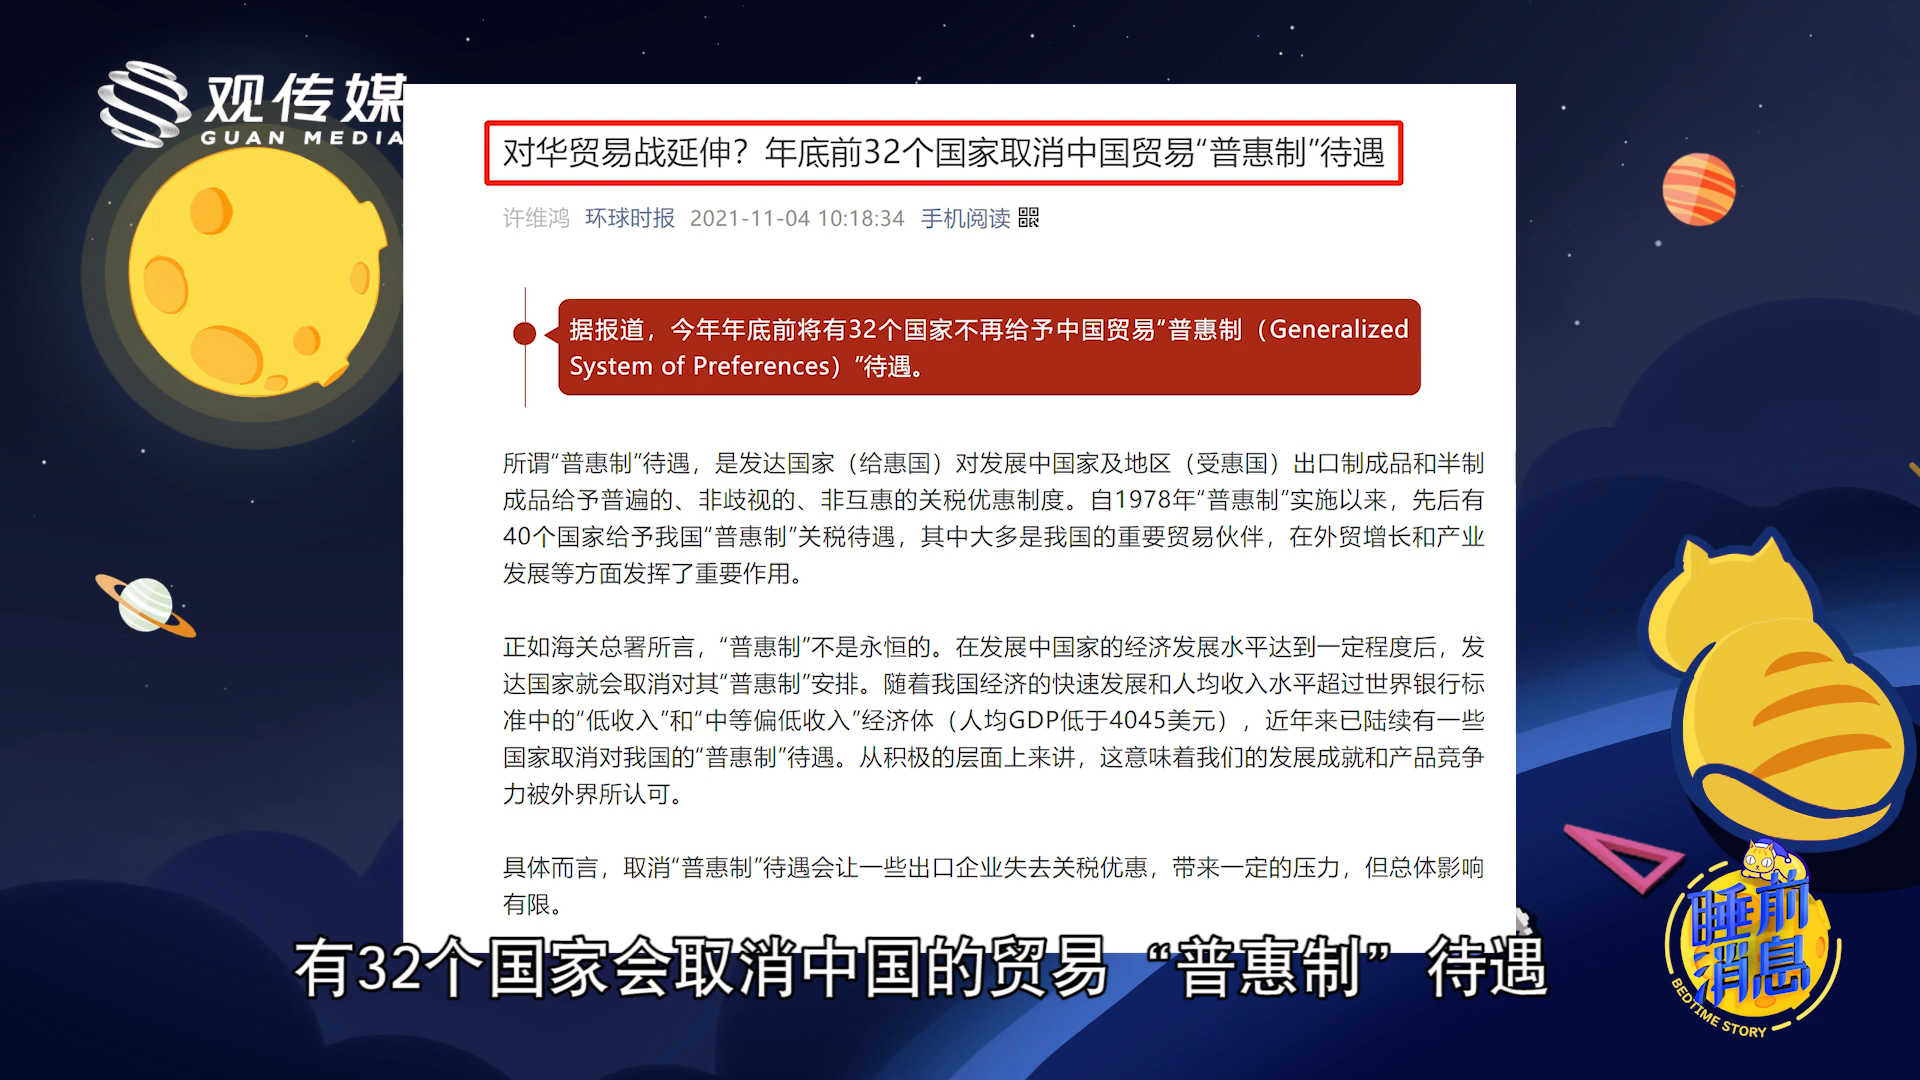 观传媒
GUAN MEDIA
对华贸易战延伸？年底前32个国家取消中国贸易“普惠制”待遇
许维鸿 环球时报 2021-11-04 10:18:34 手机阅读
据报道，今年年底前将有32个国家不再给予中国贸易“普惠制（Generalized
System of Preferences）”待遇。
所谓“普惠制”待遇，是发达国家（给惠国）对发展中国家及地区（受惠国）出口制成品和半制
成品给予普遍的、非歧视的、非互惠的关税优惠制度。自1978年“普惠制”实施以来，先后有
40个国家给予我国“普惠制”关税待遇，其中大多是我国的重要贸易伙伴，在外贸增长和产业
发展等方面发挥了重要作用。
正如海关总署所言，“普惠制”不是永恒的。在发展中国家的经济发展水平达到一定程度后，发
达国家就会取消对其“普惠制”安排。随着我国经济的快速发展和人均收入水平超过世界银行标
准中的“低收入”和“中等偏低收入”经济体（人均GDP低于4045美元），近年来已陆续有一些
国家取消对我国的“普惠制”待遇。从积极的层面上来讲，这意味着我们的发展成就和产品竞争
力被外界所认可。
具体而言，取消“普惠制”待遇会让一些出口企业失去关税优惠，带来一定的压力，但总体影响
有限。
有32个国家会取消中国的贸易“普惠制”待遇
睡前
消息
BEDTIME STORY